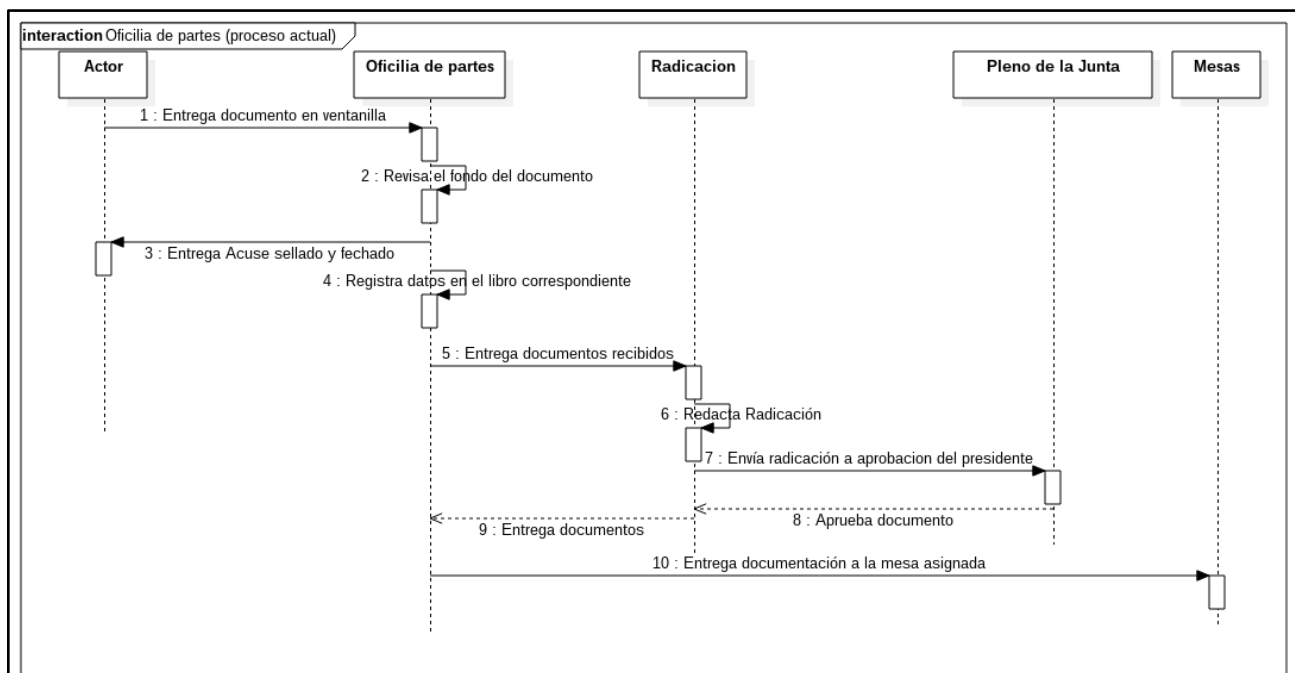 interaction Oficilia de partes (proceso actual)
Actor
Oficilia de partes
Radicacion
Pleno de la Junta
Mesas
1 : Entrega documento en ventanilla
2 : Revisa el fondo del documento
3 : Entrega Acuse sellado y fechado
4 : Registra datos en el libro correspondiente
5 : Entrega documentos recibidos
6 : Redacta Radicación
7 : Envía radicación a aprobacion del presidente
8 : Aprueba documento
9 : Entrega documentos
10 : Entrega documentación a la mesa asignada